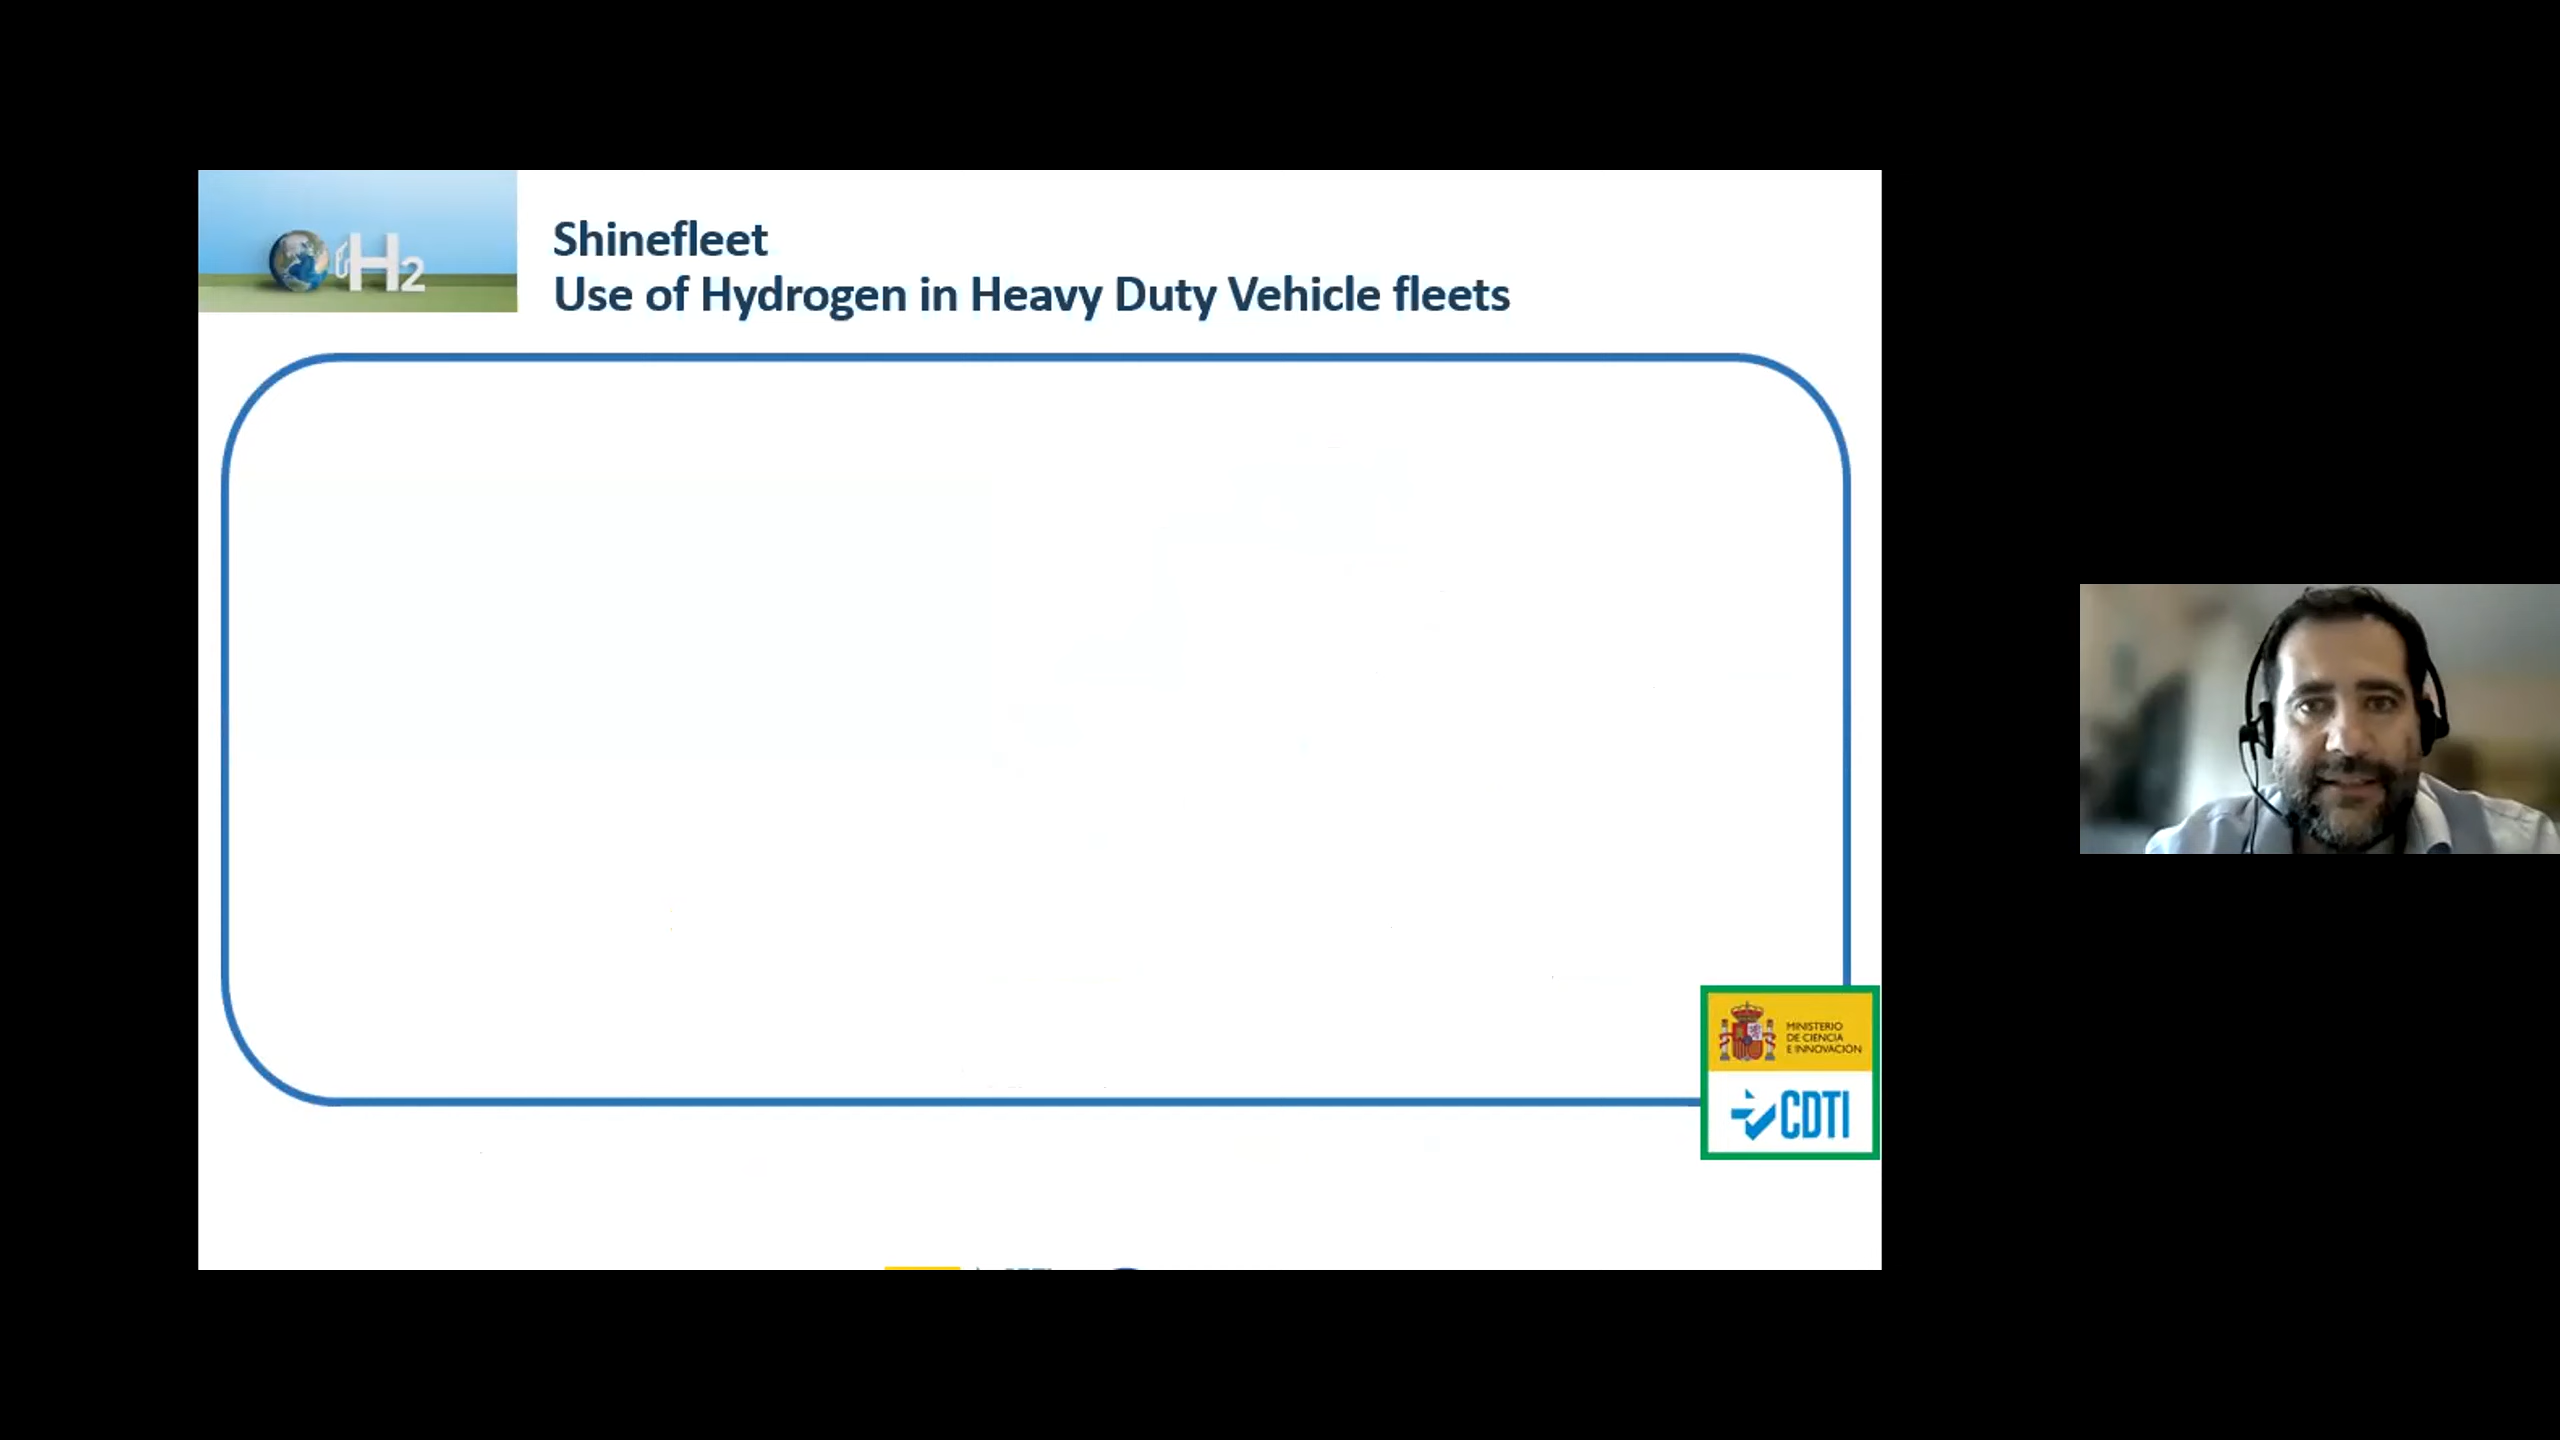 H2
Shinefleet
Use of Hydrogen in Heavy Duty Vehicle fleets
MINISTERIO
DE CIENCIA
E INNOVACIÓN
CDTI